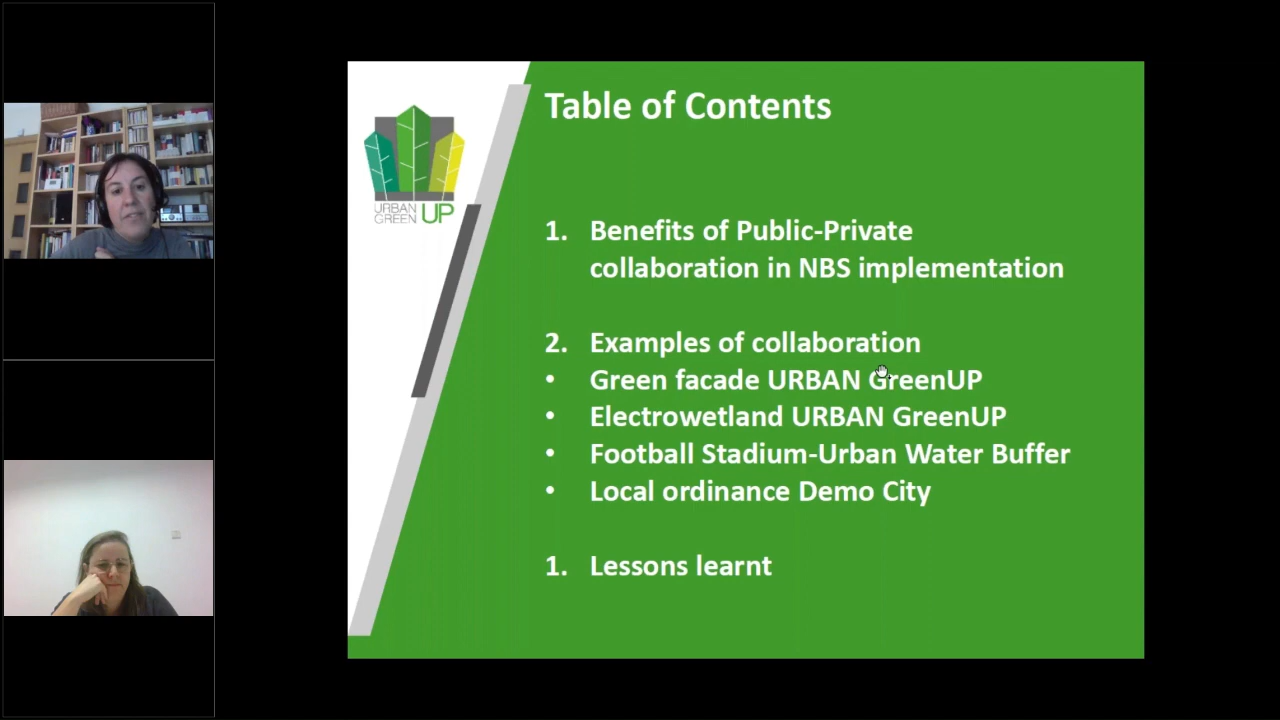 Table of Contents
URBAN
GREEN UP
1. Benefits of Public-Private
collaboration in NBS implementation
2. Examples of collaboration
• Green facade URBAN GreenUP
• Electrowetland URBAN GreenUP
• Football Stadium-Urban Water Buffer
• Local ordinance Demo City
1. Lessons learnt